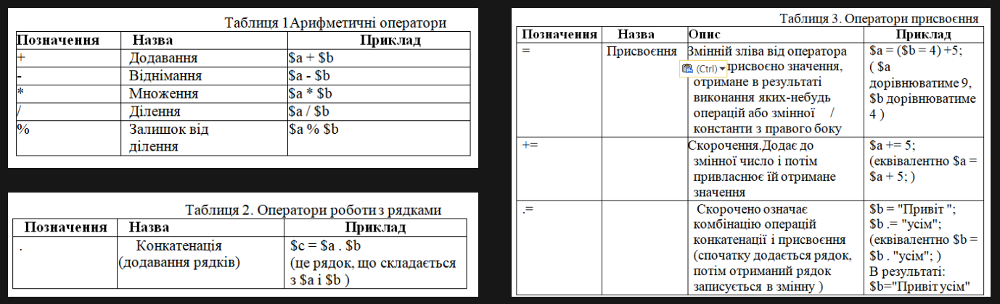 Таблиця 1Арифметичні оператори
Позначення Назва Приклад
+ Додавання $a + $b
- Віднімання $a - $b
* Множення $a * $b
/ Ділення $a / $b
% Залишок від $a % $b
ділення
Таблиця 2. Оператори роботи з рядками
Позначення Назва Приклад
. Конкатенація $c = $a . $b
(додавання рядків) (це рядок, що складається
з $a і $b )
Таблиця 3. Оператори присвоєння
Позначення Назва Опис Приклад
= Присвоєння Змінній зліва від оператора $a = ($b = 4) +5;
(Ctrl) присвоєно значення, ( $a
отримане в результаті дорівнюватиме 9,
виконання яких-небудь $b дорівнюватиме
операцій або змінної / 4 )
константи з правого боку
+= Скорочення.Додає до $a += 5;
змінної число і потім (еквівалентно $a =
привласнює їй отримане $a + 5; )
значення
.= Скорочено означає $b = "Привіт ";
комбінацію операцій $b .= "усім";
конкатенації і присвоєння (еквівалентно $b =
(спочатку додається рядок, $b . "усім"; )
потім отриманий рядок В результаті:
записується в змінну ) $b="Привіт усім"